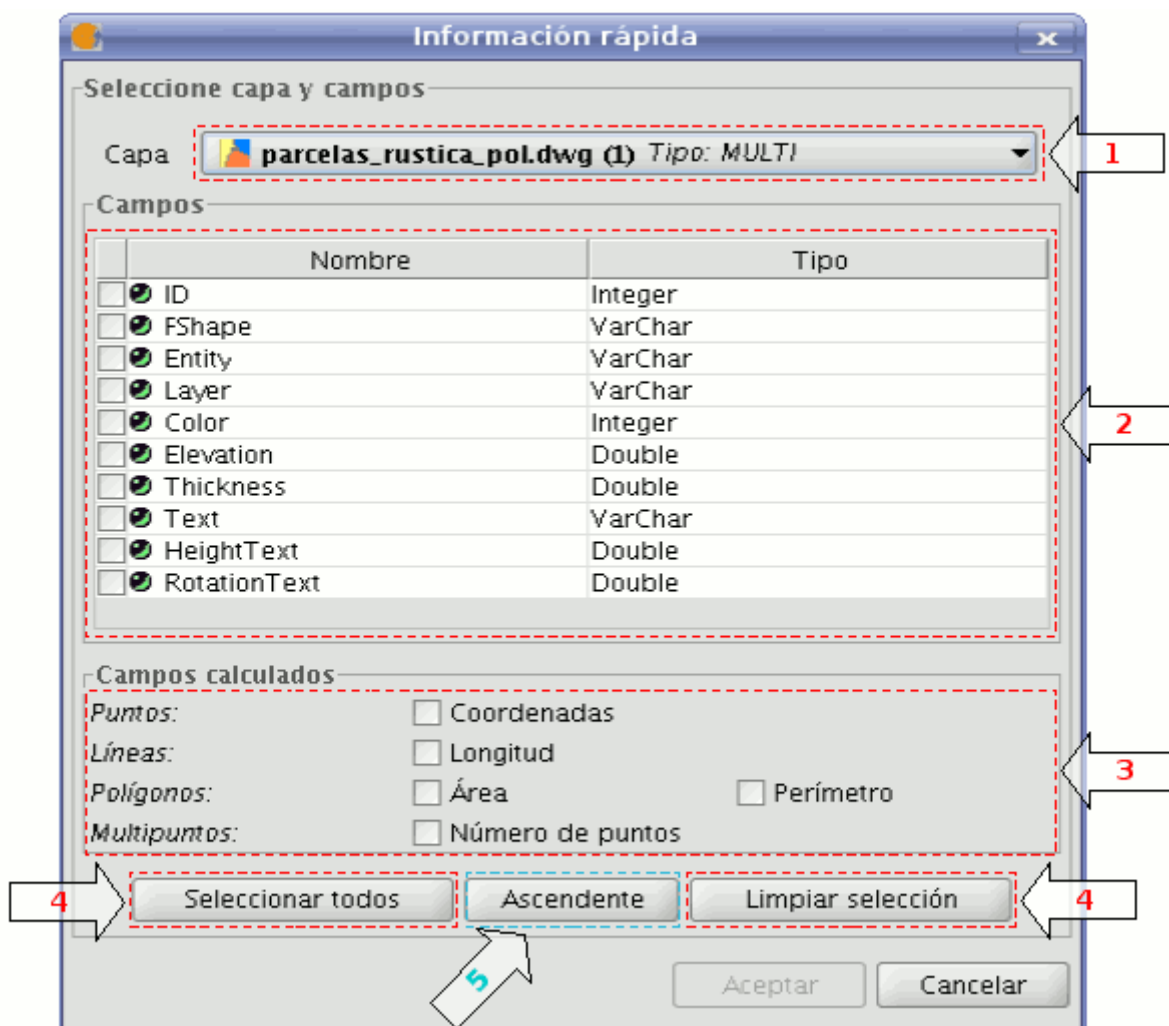 Información rápida
Seleccione capa y campos
Capa parcelas_rustica_pol.dwg (1) Tipo: MULTI
1
Campos
Nombre Tipo
ID Integer
FShape VarChar
Entity VarChar
Layer VarChar
Color Integer
2
Elevation Double
Thickness Double
Text VarChar
HeightText Double
RotationText Double
Campos calculados
Puntos: Coordenadas
Líneas: Longitud
3
Polígonos: Área Perímetro
Multipuntos: Número de puntos
4 Seleccionar todos Ascendente Limpiar selección 4
5
Aceptar Cancelar